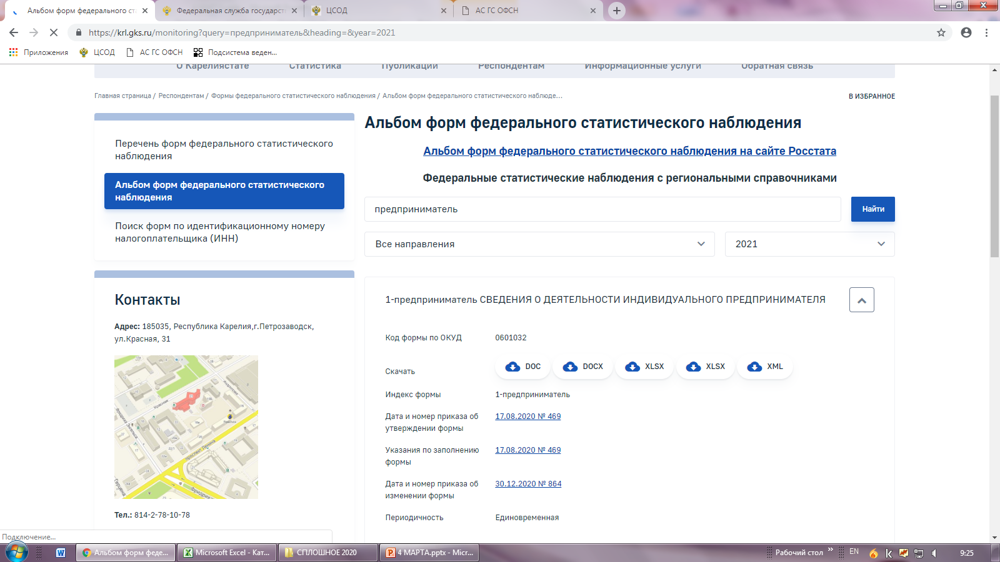 Альбом форм федерального ста
Федеральная служба государст
ЦСОД
АС ГС ОФСН
https://krl.gks.ru/monitoring?query=предприниматель&heading=&year=2021
Приложения
ЦСОД
АС ГС ОФСН
Подсистема веден...
О Карелиястате
Статистика
Публикации
Респондентам
Информационные услуги
Обратная связь
Главная страница / Респондентам / Формы федерального статистического наблюдения / Альбом форм федерального статистического наблюде...
В ИЗБРАННОЕ
Перечень форм федерального статистического
наблюдения
Альбом форм федерального статистического
наблюдения
Поиск форм по идентификационному номеру
налогоплательщика (ИНН)
Контакты
Адрес: 185035, Республика Карелия,г.Петрозаводск,
ул.Красная, 31
проспект Ленина
Тел.: 814-2-78-10-78
Альбом форм федерального статистического наблюдения
Альбом форм федерального статистического наблюдения на сайте Росстата
Федеральные статистические наблюдения с региональными справочниками
предприниматель
Найти
Все направления
2021
1-предприниматель СВЕДЕНИЯ О ДЕЯТЕЛЬНОСТИ ИНДИВИДУАЛЬНОГО ПРЕДПРИНИМАТЕЛЯ
Код формы по ОКУД
0601032
Скачать
DOC
DOCX
XLSX
XLSX
XML
Индекс формы
1-предприниматель
Дата и номер приказа об
утверждении формы
17.08.2020 № 469
Указания по заполнению
формы
17.08.2020 № 469
Дата и номер приказа об
изменении формы
30.12.2020 № 864
Периодичность
Единовременная
Подключение...
Альбом форм феде...
Microsoft Excel - Кат...
СПЛОШНОЕ 2020
4 МАРТА.pptx - Micr...
Рабочий стол
EN
9:25